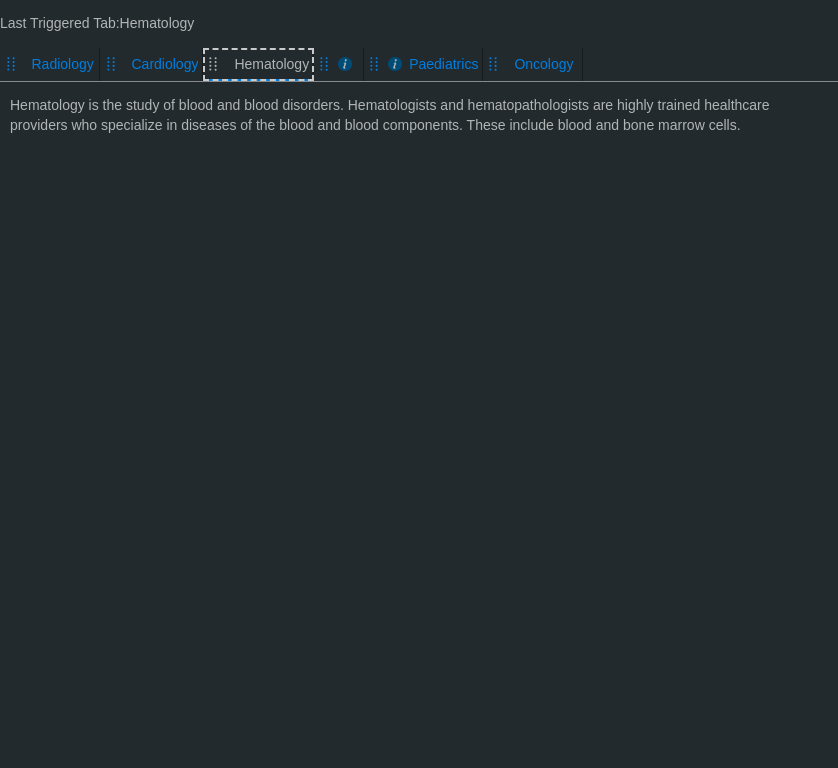 Last Triggered Tab:Hematology
Radiology Cardiology Hematology Paediatrics Oncology
Hematology is the study of blood and blood disorders. Hematologists and hematopathologists are highly trained healthcare
providers who specialize in diseases of the blood and blood components. These include blood and bone marrow cells.